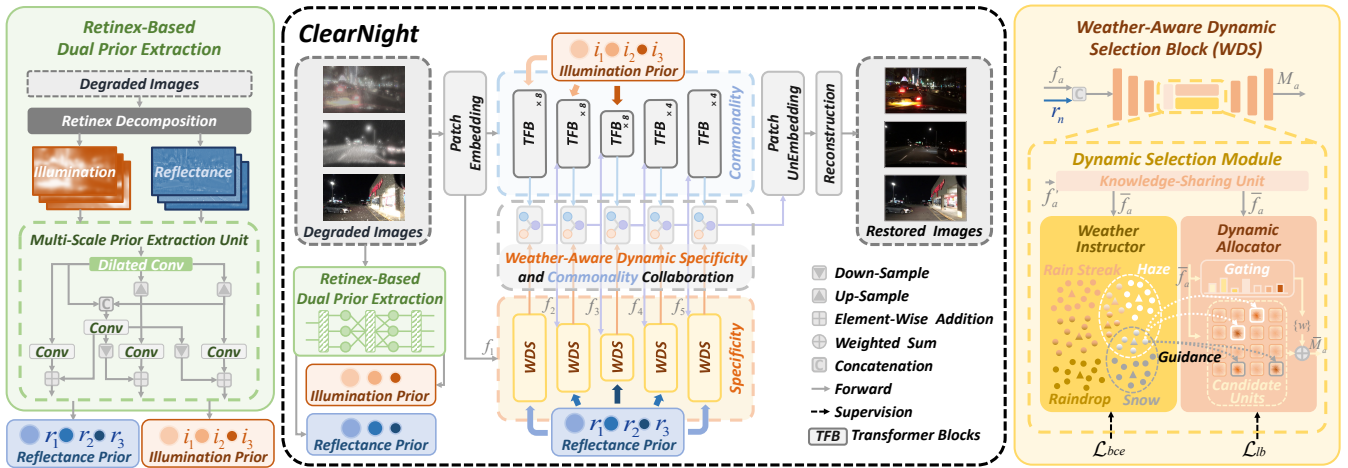 Retinex-Based
Dual Prior Extraction
Degraded Images
Retinex Decomposition
Illumination
Reflectance
Multi-Scale Prior Extraction Unit
Dilated Conv
C
Conv
Conv
Conv
Conv
r1 r2 r3
Reflectance Prior
i1 i2 i3
Illumination Prior
ClearNight
Degraded Images
Patch
Embedding
i1 i2 i3
Illumination Prior
TFB × 8
TFB × 8
TFB × 8
TFB × 4
TFB × 4
Commonality
Patch
UnEmbedding
Reconstruction
Restored Images
Weather-Aware Dynamic Specificity
and Commonality Collaboration
Retinex-Based
Dual Prior Extraction
Illumination Prior
Reflectance Prior
f1
f2
f3
f4
f5
WDS
WDS
WDS
WDS
WDS
Specificity
r1 r2 r3
Reflectance Prior
Down-Sample
Up-Sample
Element-Wise Addition
Weighted Sum
C Concatenation
Forward
Supervision
TFB Transformer Blocks
Weather-Aware Dynamic
Selection Block (WDS)
fa
rn
C
Ma
Dynamic Selection Module
f'a
Knowledge-Sharing Unit
f̅a
f̅a
Weather
Instructor
Rain Streak
Haze
Raindrop
Snow
Guidance
Dynamic
Allocator
f̅a
Gating
{w}
M̅a
Candidate
Units
ℒbce
ℒlb